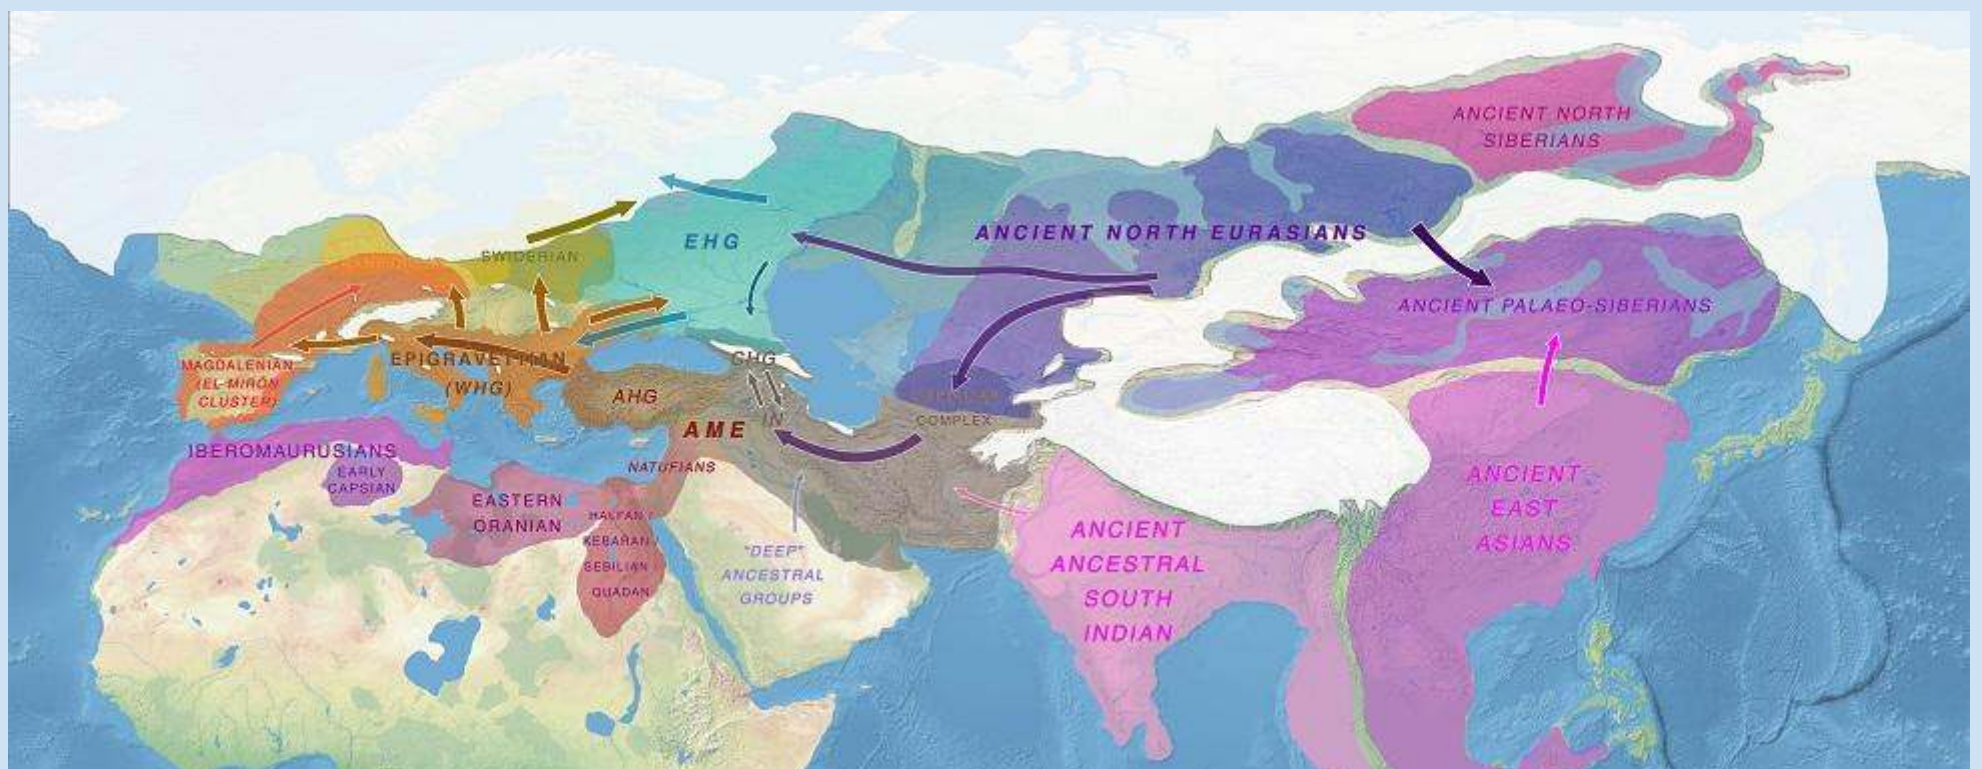 ANCIENT NORTH
SIBERIANS
ANCIENT NORTH EURASIANS
EHG
SWIDERIAN
ANCIENT PALAEO-SIBERIANS
MAGDALENIAN
(EL-MIRÓN
CLUSTER)
EPIGRAVETTIAN
(WHG)
CHG
AHG
IN
COMPLEX
AME
IBEROMAURUSIANS
EARLY
CAPSIAN
NATUFIANS
EASTERN
ORANIAN
HALFAN /
KEBARAN /
SEBILIAN
QUADAN
"DEEP"
ANCESTRAL
GROUPS
ANCIENT
ANCESTRAL
SOUTH
INDIAN
ANCIENT
EAST
ASIANS